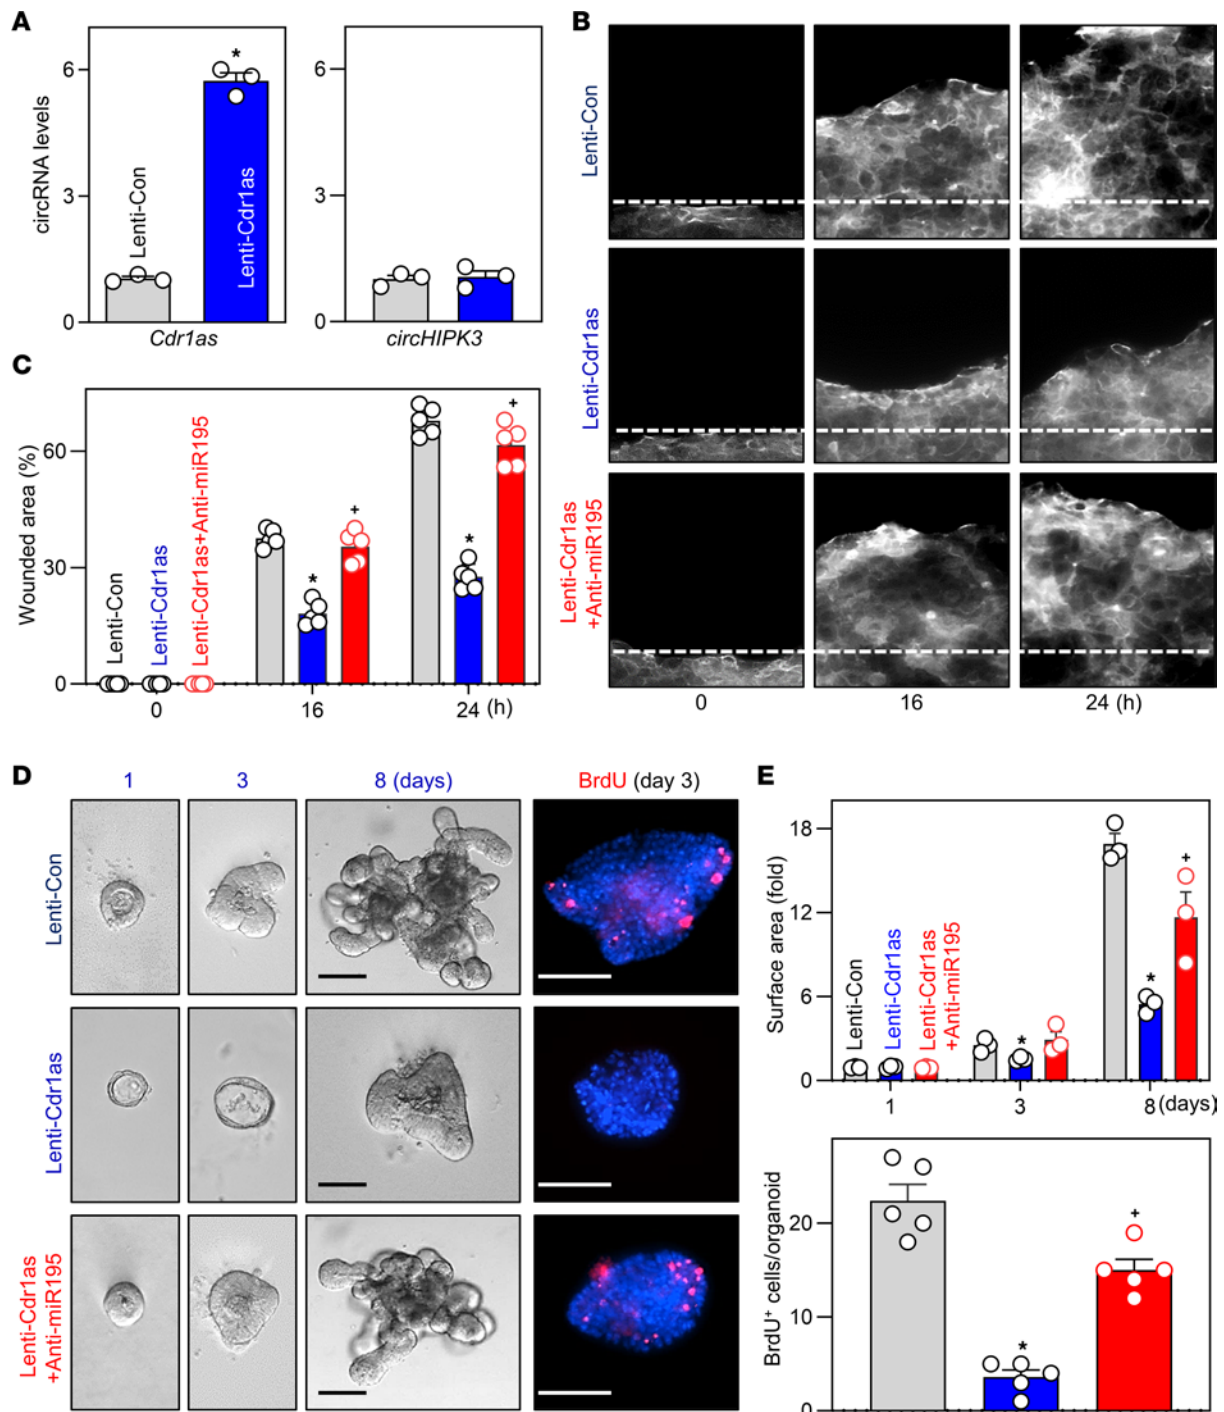 A
circRNA levels
6
3
0
Lenti-Con
Lenti-Cdr1as
*
Cdr1as
6
3
0
circHIPK3
B
Lenti-Con
Lenti-Cdr1as
Lenti-Cdr1as
+Anti-miR195
0
16
24 (h)
C
Wounded area (%)
60
30
0
Lenti-Con
Lenti-Cdr1as
Lenti-Cdr1as+Anti-miR195
*
+
*
+
0
16
24 (h)
D
1
3
8 (days)
BrdU (day 3)
Lenti-Con
Lenti-Cdr1as
Lenti-Cdr1as
+Anti-miR195
E
Surface area (fold)
18
12
6
0
Lenti-Con
Lenti-Cdr1as
Lenti-Cdr1as
+Anti-miR195
*
*
+
1
3
8 (days)
BrdU⁺ cells/organoid
20
10
0
*
+